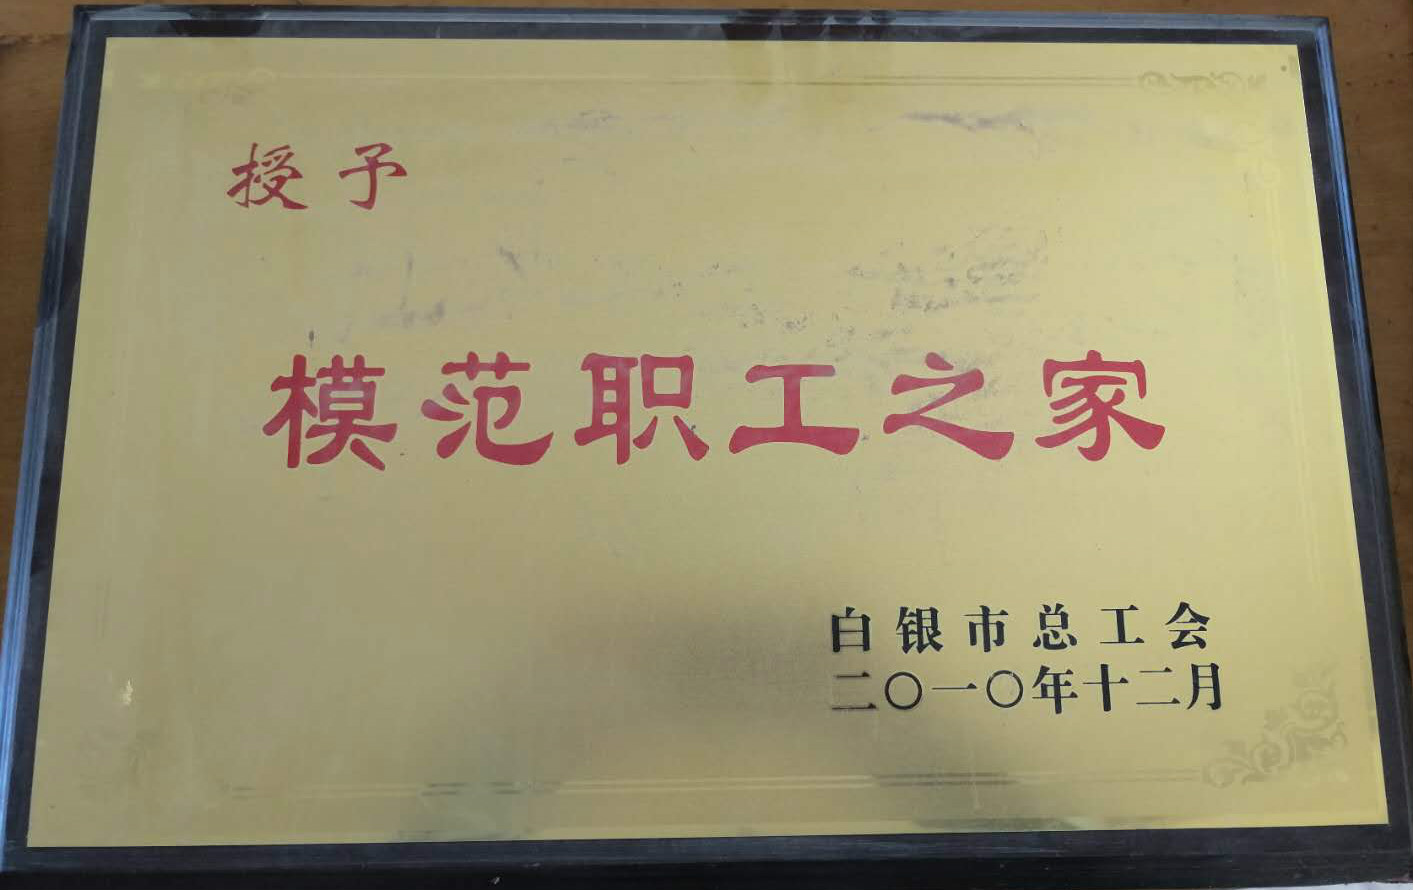 授予
模范职工之家
白银市总工会
二〇一〇年十二月